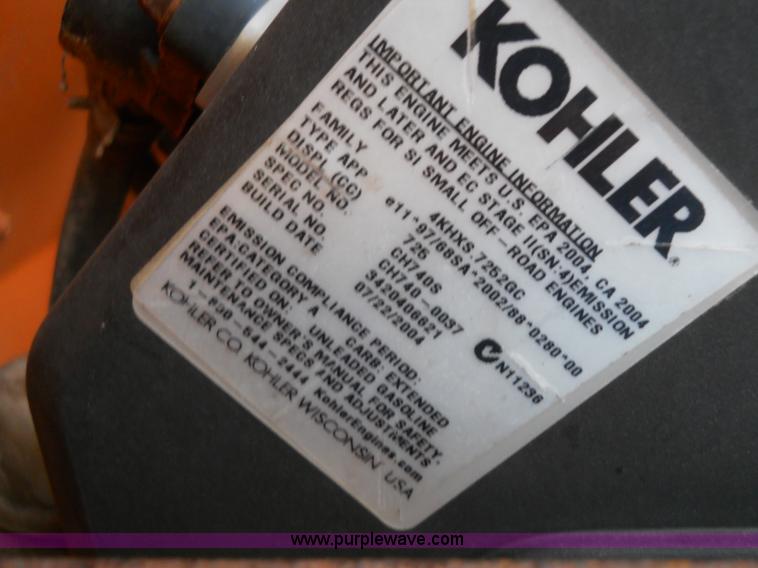 KOHLER®
IMPORTANT ENGINE INFORMATION
THIS ENGINE MEETS U.S. EPA 2004, CA 2004
AND LATER AND EC STAGE II(SN:4)EMISSION
REGS FOR SI SMALL OFF-ROAD ENGINES
FAMILY 4KHXS.7252GC
TYPE APP e11*97/68SA*2002/88*0280*00
DISPL (CC) 725
MODEL NO. CH740S
SPEC NO. CH740-0037
SERIAL NO. 3420406621
BUILD DATE 07/22/2004
N11236
EMISSION COMPLIANCE PERIOD:
EPA:CATEGORY A CARB: EXTENDED
CERTIFIED ON: UNLEADED GASOLINE
REFER TO OWNER'S MANUAL FOR SAFETY,
MAINTENANCE SPECS AND ADJUSTMENTS
1-800-544-2444 KohlerEngines.com
KOHLER CO. KOHLER WISCONSIN USA
www.purplewave.com